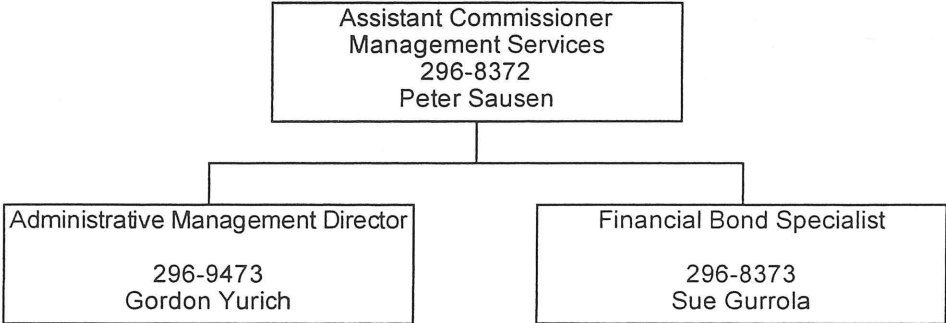 Assistant Commissioner
Management Services
296-8372
Peter Sausen
Administrative Management Director
296-9473
Gordon Yurich
Financial Bond Specialist
296-8373
Sue Gurrola